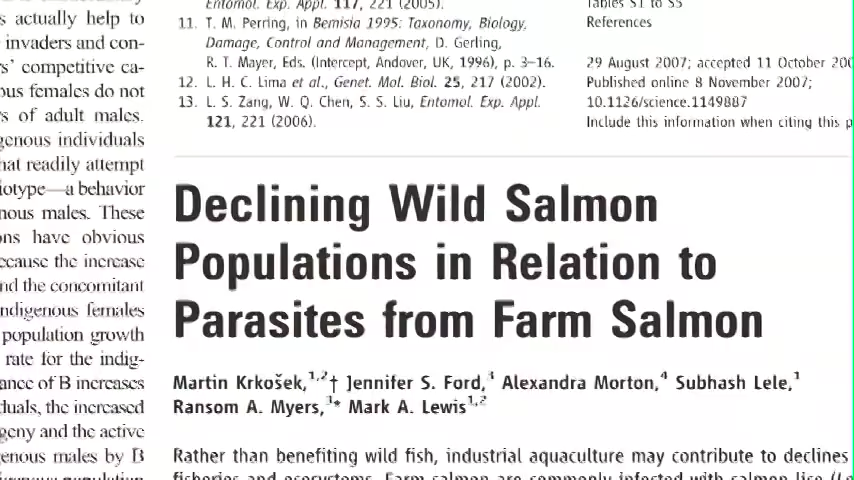 s actually help to
invaders and con-
s' competitive ca-
ous females do not
s of adult males.
genous individuals
hat readily attempt
iotype—a behavior
nous males. These
ons have obvious
ecause the increase
nd the concomitant
ndigenous females
population growth
rate for the indig-
ance of B increases
duals, the increased
geny and the active
enous males by B
Entomol. Exp. Appl. 117, 221 (2005).
11. T. M. Perring, in Bemisia 1995: Taxonomy, Biology,
Damage, Control and Management, D. Gerling,
R. T. Mayer, Eds. (Intercept, Andover, UK, 1996), p. 3–16.
12. L. H. C. Lima et al., Genet. Mol. Biol. 25, 217 (2002).
13. L. S. Zang, W. Q. Chen, S. S. Liu, Entomol. Exp. Appl.
121, 221 (2006).
Tables S1 to S5
References
29 August 2007; accepted 11 October 200
Published online 8 November 2007;
10.1126/science.1149887
Include this information when citing this p
Declining Wild Salmon
Populations in Relation to
Parasites from Farm Salmon
Martin Krkošek,1,2† Jennifer S. Ford,3 Alexandra Morton,4 Subhash Lele,1
Ransom A. Myers,3* Mark A. Lewis1,2
Rather than benefiting wild fish, industrial aquaculture may contribute to declines
fisheries and ecosystems. Farm salmon are commonly infected with salmon lice (Le